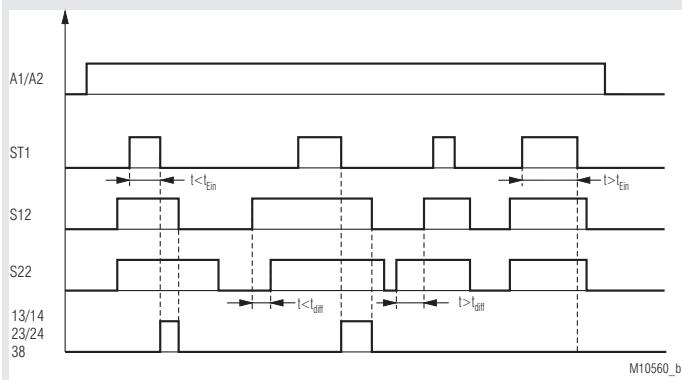 A1/A2
ST1
t<tEin
t>tEin
S12
S22
t<tdiff
t>tdiff
13/14
23/24
38
M10560_b